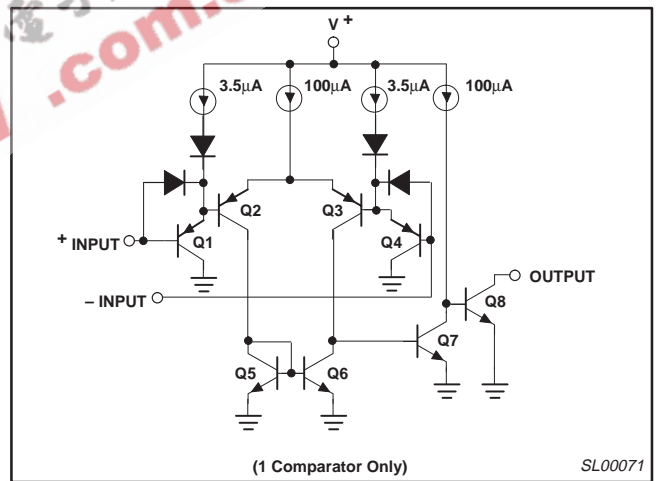 .com
V +
3.5μA 100μA 3.5μA 100μA
Q2 Q3
+ INPUT Q1 Q4
– INPUT
OUTPUT
Q8
Q7
Q5 Q6
(1 Comparator Only) SL00071